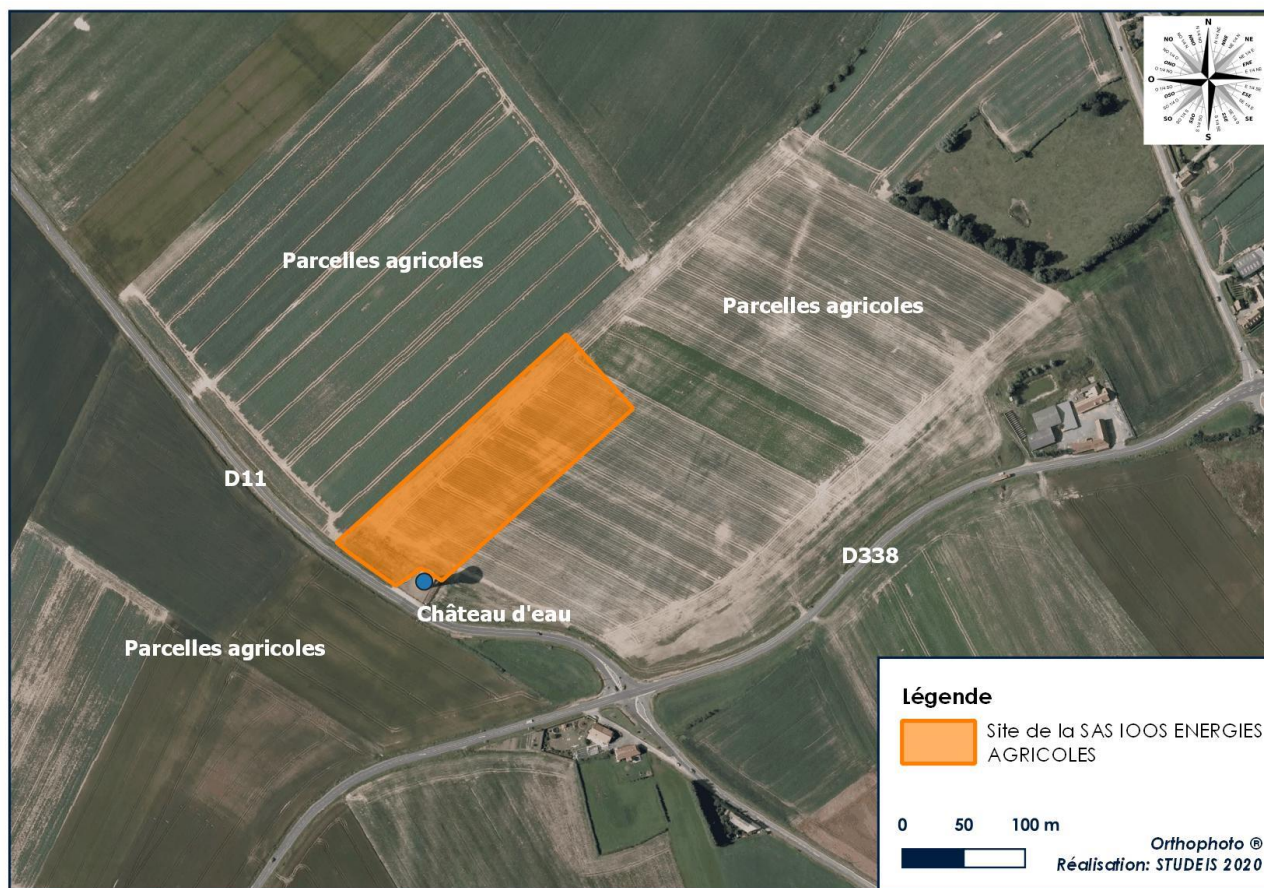 N
NO
NE
O
SO
SE
S
Parcelles agricoles
Parcelles agricoles
D11
D338
Château d'eau
Parcelles agricoles
Légende
Site de la SAS IOOS ENERGIES
AGRICOLES
0 50 100 m
Orthophoto ®
Réalisation: STUDEIS 2020